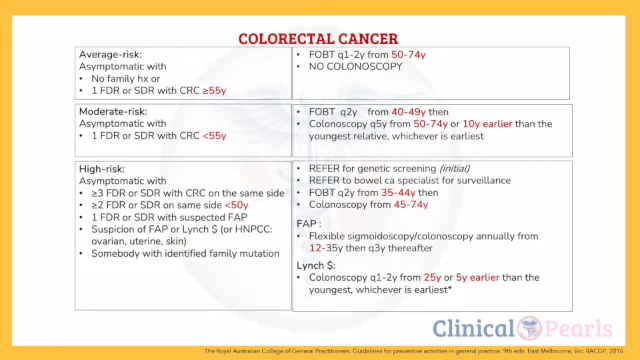 COLORECTAL CANCER
Average-risk:
Asymptomatic with
• No family hx or
• 1 FDR or SDR with CRC ≥55y
• FOBT q1-2y from 50-74y
• NO COLONOSCOPY
Moderate-risk:
Asymptomatic with
• 1 FDR or SDR with CRC <55y
• FOBT q2y from 40-49y then
• Colonoscopy q5y from 50-74y or 10y earlier than the
youngest relative, whichever is earliest
High-risk:
Asymptomatic with
• ≥3 FDR or SDR with CRC on the same side
• ≥2 FDR or SDR on same side <50y
• 1 FDR or SDR with suspected FAP
• Suspicion of FAP or Lynch $ (or HNPCC:
ovarian, uterine, skin)
• Somebody with identified family mutation
• REFER for genetic screening (initial)
• REFER to bowel ca specialist for surveillance
• FOBT q2y from 35-44y then
• Colonoscopy from 45-74y
FAP :
• Flexible sigmoidoscopy/colonoscopy annually from
12-35y then q3y thereafter
Lynch $:
• Colonoscopy q1-2y from 25y or 5y earlier than the
youngest, whichever is earliest*
Clinical Pearls
The Royal Australian College of General Practitioners. Guidelines for preventive activities in general practice. 9th edn. East Melbourne, Vic: RACGP, 2016.